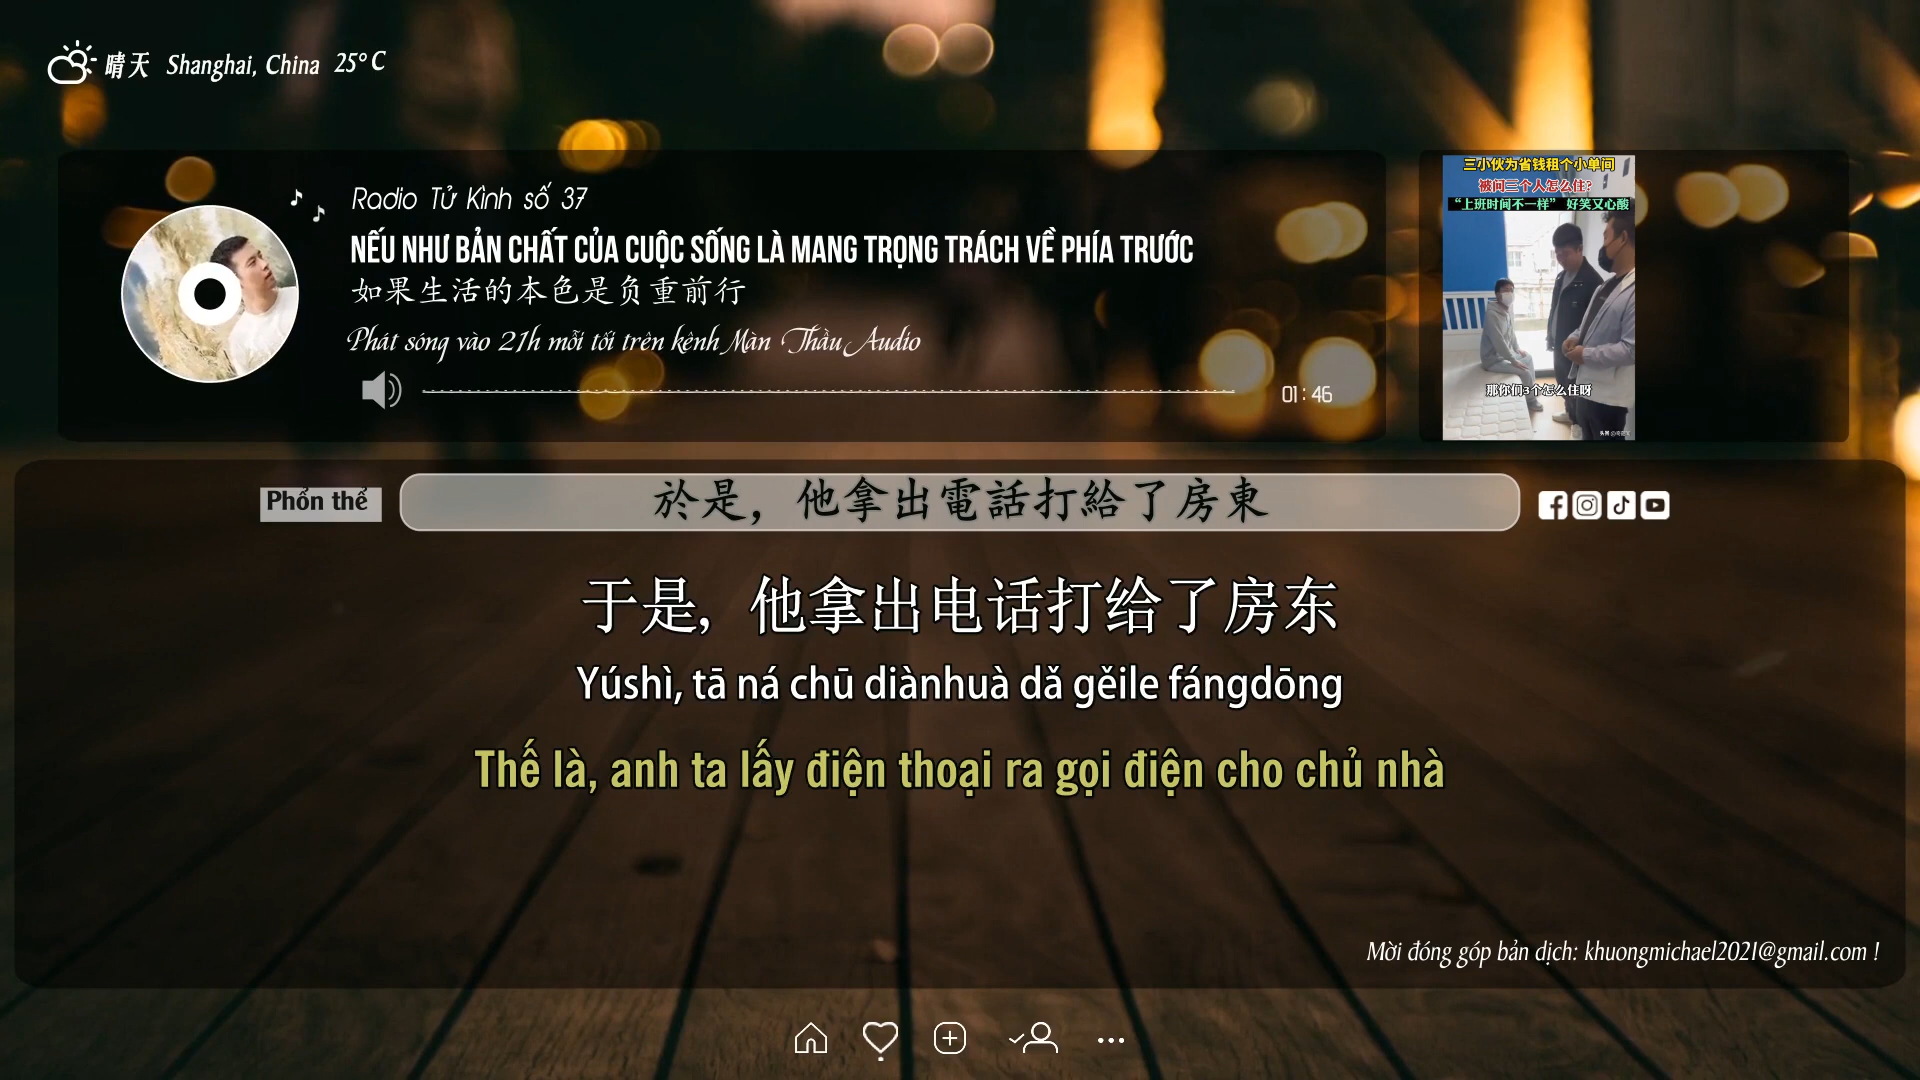 晴天 Shanghai, China 25° C
Radio Tử Kình số 37
NẾU NHƯ BẢN CHẤT CỦA CUỘC SỐNG LÀ MANG TRỌNG TRÁCH VỀ PHÍA TRƯỚC
如果生活的本色是负重前行
Phát sóng vào 21h mỗi tối trên kênh Màn Thầu Audio
01:46
三小伙为省钱租个小单间
被问三个人怎么住?
“上班时间不一样” 好笑又心酸
那你们3个怎么住呀
Phồn thể
於是，他拿出電話打給了房東
于是，他拿出电话打给了房东
Yúshì, tā ná chū diànhuà dǎ gěile fángdōng
Thế là, anh ta lấy điện thoại ra gọi điện cho chủ nhà
Mời đóng góp bản dịch: khuongmichael2021@gmail.com !